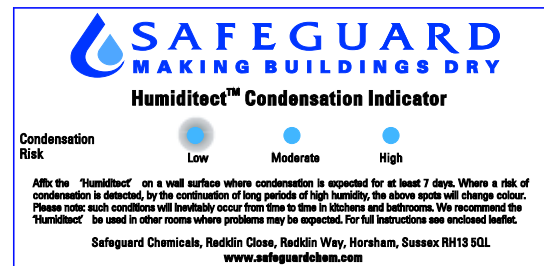 SAFEGUARD
MAKING BUILDINGS DRY
Humiditect™ Condensation Indicator
Condensation
Risk
Low Moderate High
Affix the 'Humiditect' on a wall surface where condensation is expected for at least 7 days. Where a risk of
condensation is detected, by the continuation of long periods of high humidity, the above spots will change colour.
Please note: such conditions will inevitably occur from time to time in kitchens and bathrooms. We recommend the
'Humiditect' be used in other rooms where problems may be expected. For full instructions see enclosed leaflet.
Safeguard Chemicals, Redklin Close, Redklin Way, Horsham, Sussex RH13 5QL
www.safeguardchem.com